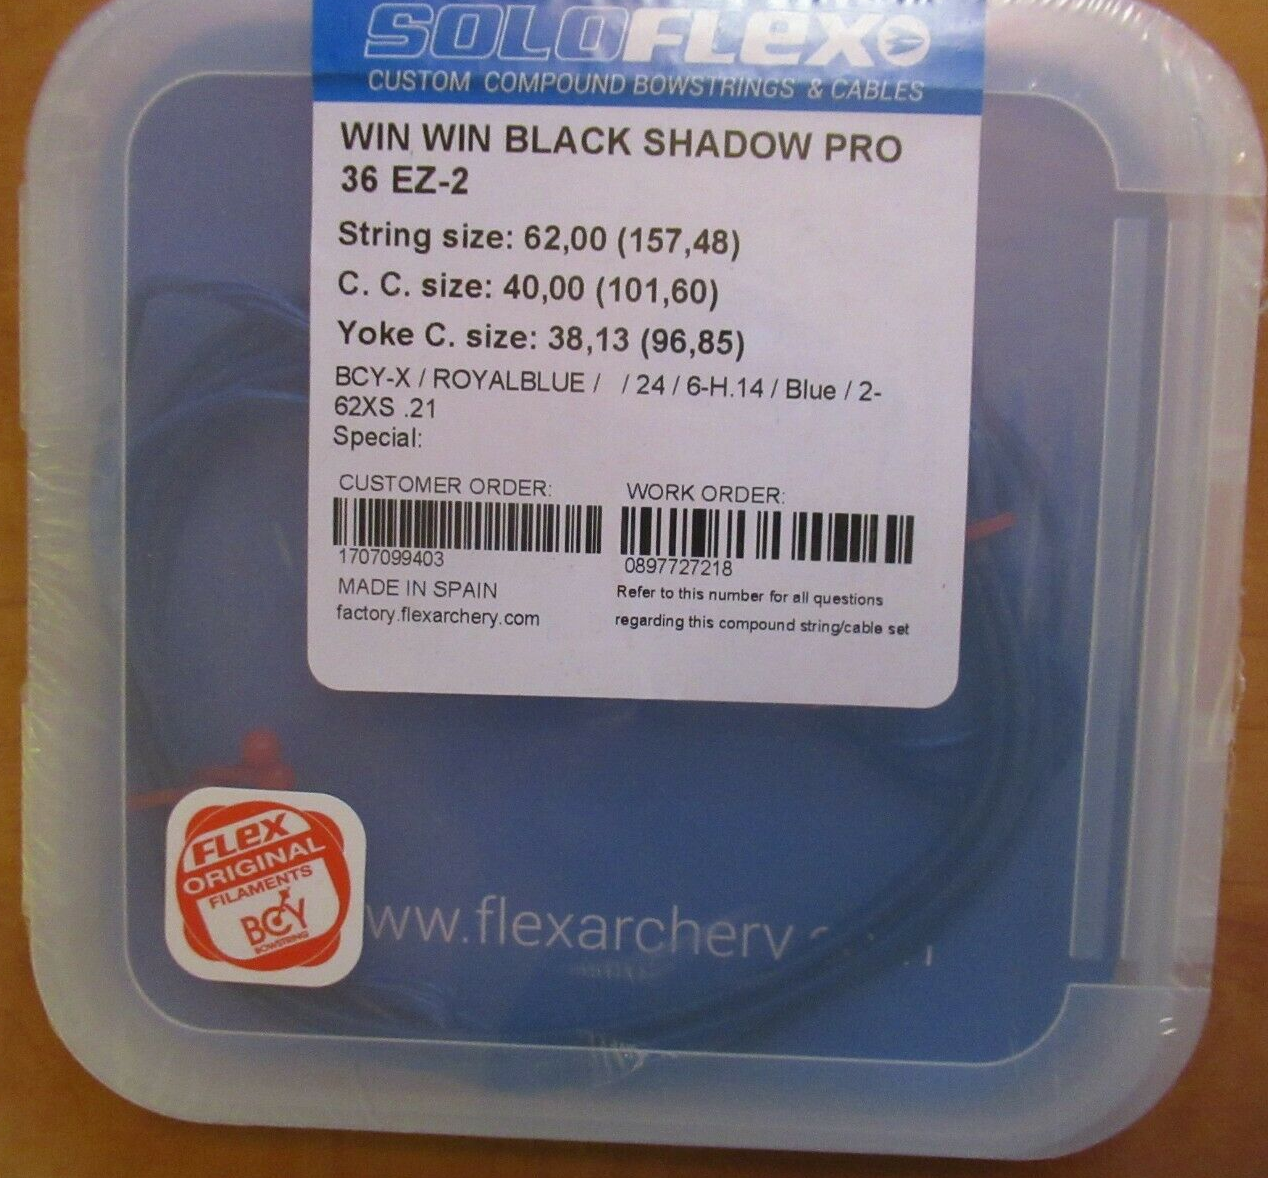 SOLOFLEX
CUSTOM COMPOUND BOWSTRINGS & CABLES
WIN WIN BLACK SHADOW PRO
36 EZ-2
String size: 62,00 (157,48)
C. C. size: 40,00 (101,60)
Yoke C. size: 38,13 (96,85)
BCY-X / ROYALBLUE / / 24 / 6-H.14 / Blue / 2-
62XS .21
Special:
CUSTOMER ORDER: WORK ORDER:
1707099403 0897727218
MADE IN SPAIN Refer to this number for all questions
factory.flexarchery.com regarding this compound string/cable set
FLEX
ORIGINAL
FILAMENTS
BCY
BOWSTRING
ww.flexarchery